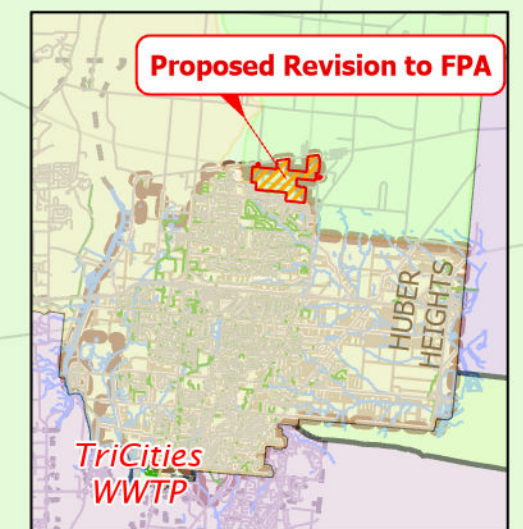 Proposed Revision to FPA
HUBER
HEIGHTS
TriCities
WWTP